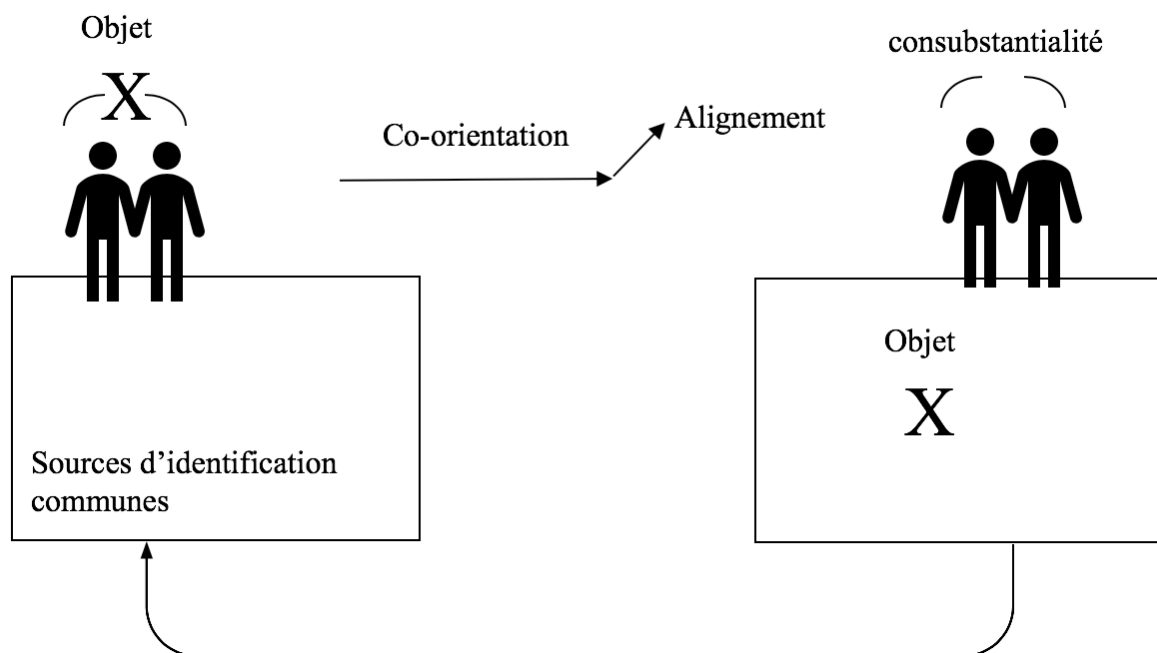 Objet
X
Co-orientation
Alignement
consubstantialité
Sources d’identification
communes
Objet
X